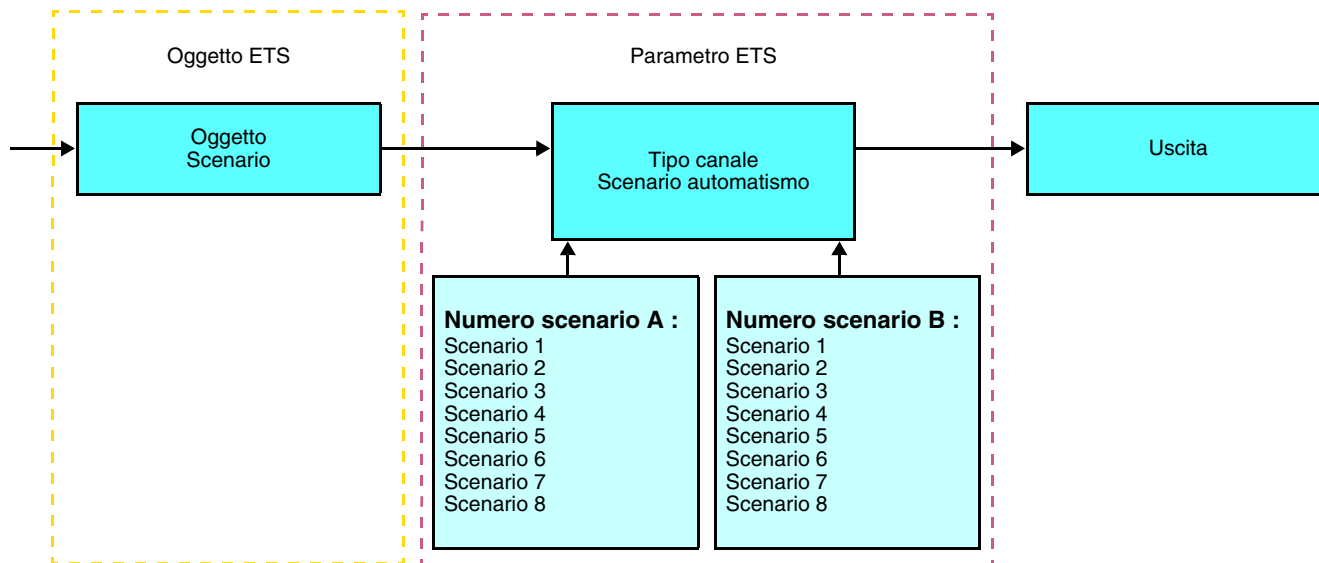 Oggetto ETS
Parametro ETS
Oggetto
Scenario
Tipo canale
Scenario automatismo
Uscita
Numero scenario A :
Scenario 1
Scenario 2
Scenario 3
Scenario 4
Scenario 5
Scenario 6
Scenario 7
Scenario 8
Numero scenario B :
Scenario 1
Scenario 2
Scenario 3
Scenario 4
Scenario 5
Scenario 6
Scenario 7
Scenario 8